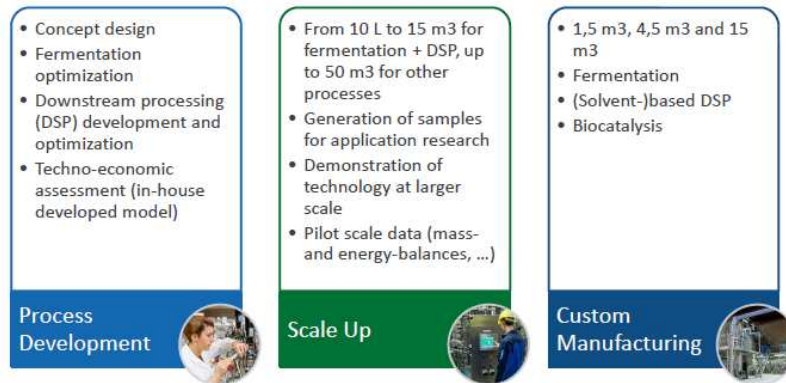 • Concept design
• Fermentation
optimization
• Downstream processing
(DSP) development and
optimization
• Techno-economic
assessment (in-house
developed model)
Process
Development
• From 10 L to 15 m3 for
fermentation + DSP, up
to 50 m3 for other
processes
• Generation of samples
for application research
• Demonstration of
technology at larger
scale
• Pilot scale data (mass-
and energy-balances, ...)
Scale Up
• 1,5 m3, 4,5 m3 and 15
m3
• Fermentation
• (Solvent-)based DSP
• Biocatalysis
Custom
Manufacturing